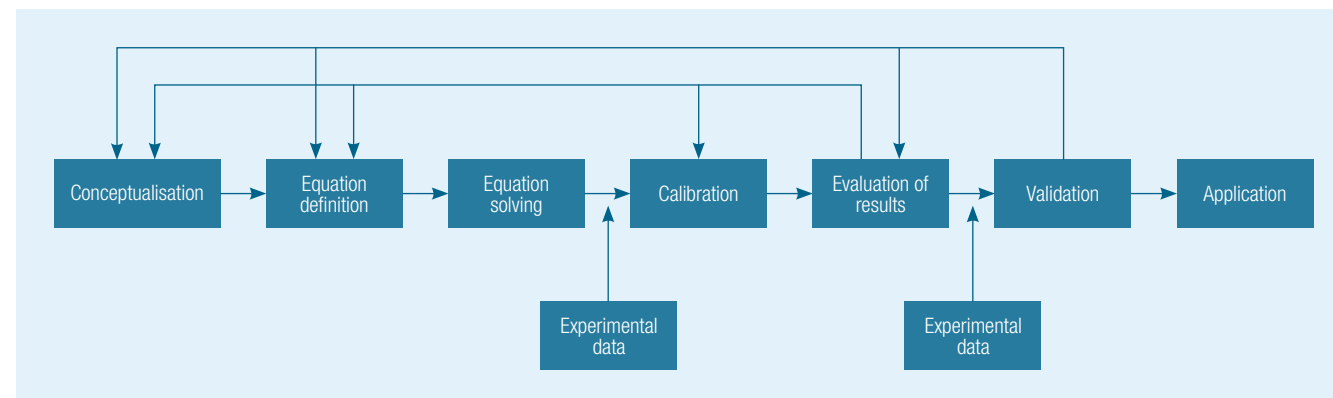 Conceptualisation
Equation
definition
Equation
solving
Calibration
Evaluation of
results
Validation
Application
Experimental
data
Experimental
data